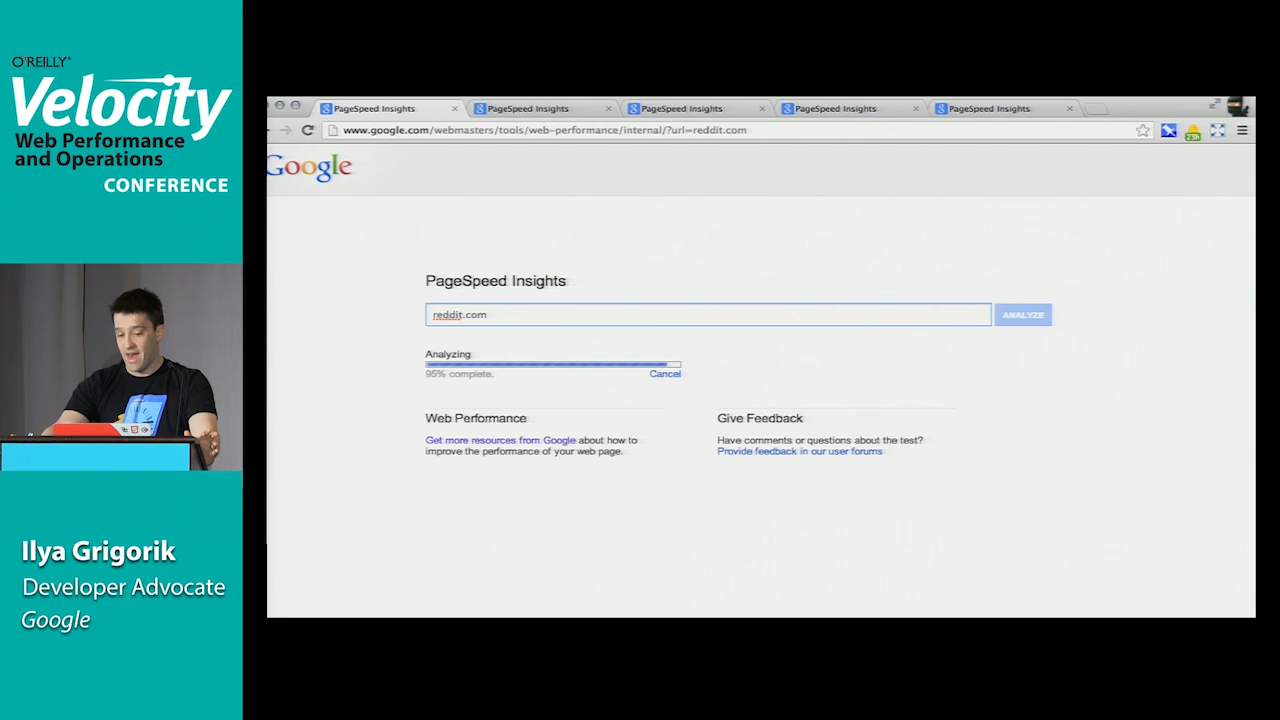 O'REILLY®
Velocity
Web Performance
and Operations
CONFERENCE
Ilya Grigorik
Developer Advocate
Google
PageSpeed Insights
PageSpeed Insights
PageSpeed Insights
PageSpeed Insights
PageSpeed Insights
www.google.com/webmasters/tools/web-performance/internal/?url=reddit.com
Google
PageSpeed Insights
reddit.com
ANALYZE
Analyzing
95% complete.
Cancel
Web Performance
Get more resources from Google about how to
improve the performance of your web page.
Give Feedback
Have comments or questions about the test?
Provide feedback in our user forums